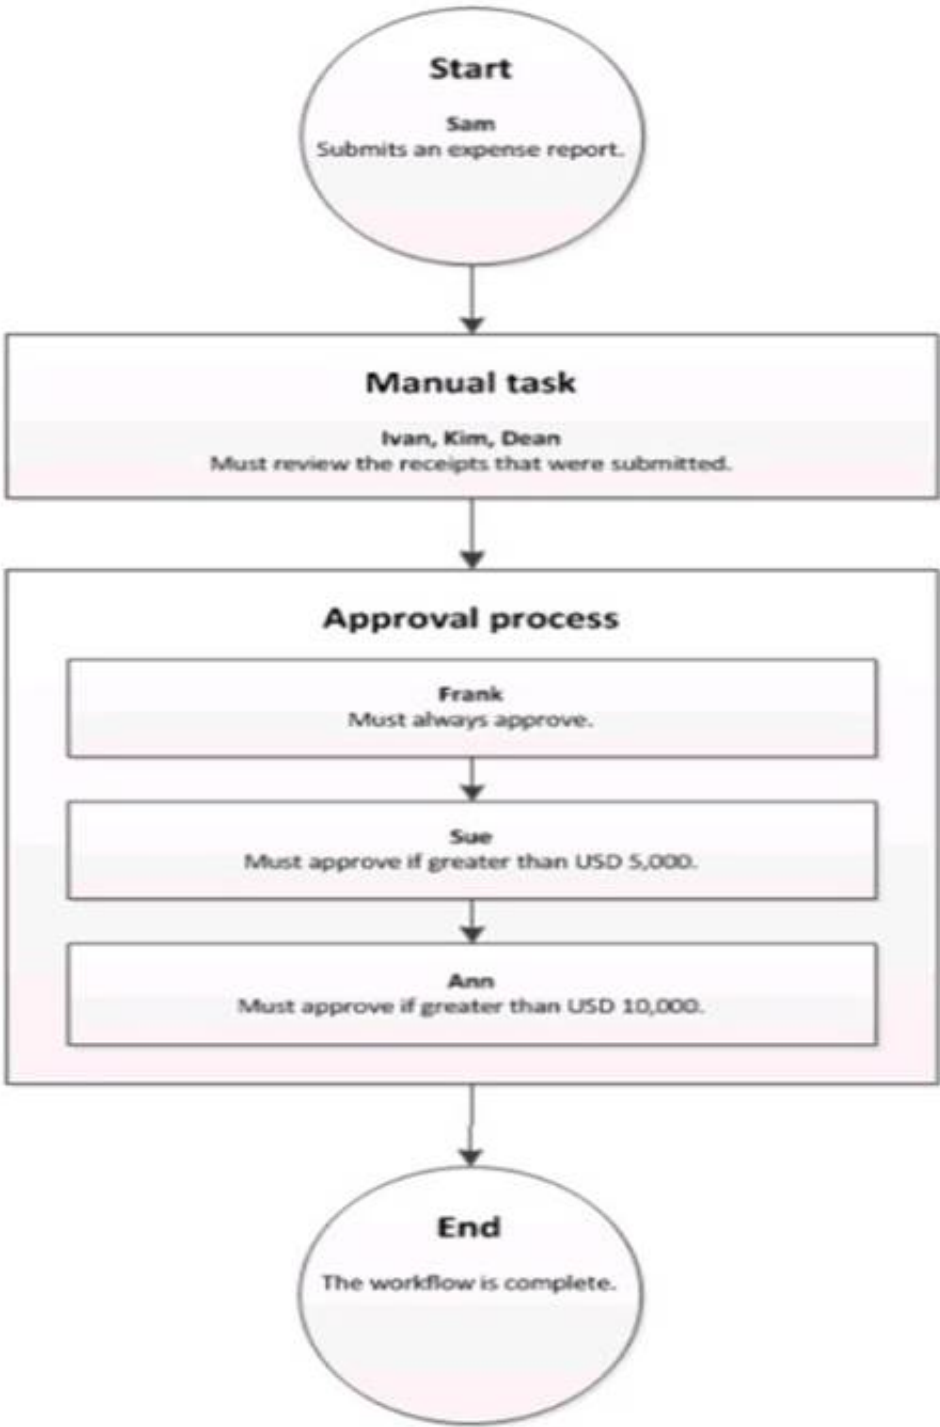 Start
Sam
Submits an expense report.
Manual task
Ivan, Kim, Dean
Must review the receipts that were submitted.
Approval process
Frank
Must always approve.
Sue
Must approve if greater than USD 5,000.
Ann
Must approve if greater than USD 10,000.
End
The workflow is complete.